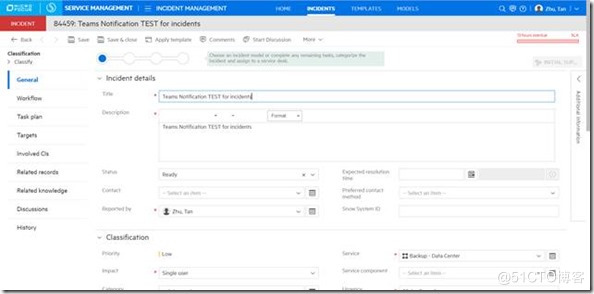 MICRO FOCUS SERVICE MANAGEMENT INCIDENT MANAGEMENT HOME INCIDENTS TEMPLATES MODELS Zhu, Tan
INCIDENT 84459: Teams Notification TEST for incidents
Back Save Save & close Apply template Comments Start Discussion More
Classification
Classify
Choose an incident model or complete any remaining tasks, categorize the
incident and assign to a service desk.
General
Workflow
Task plan
Targets
Involved CIs
Related records
Related knowledge
Discussions
History
Incident details
Title Teams Notification TEST for incidents
Description Format
Teams Notification TEST for incidents
Status Ready Expected resolution
time
Contact -- Select an item -- Preferred contact
method -- Select an item --
Reported by Zhu, Tan Snow System ID
Additional information
Classification
Priority Low Service Backup - Data Center
Impact Single user Service component -- Select an item --
@51CTO博客